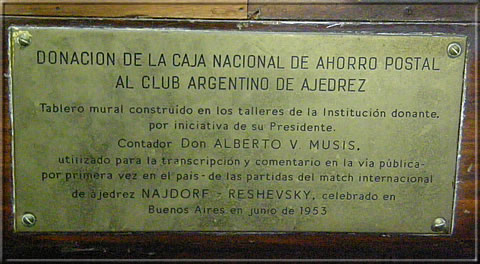 DONACION DE LA CAJA NACIONAL DE AHORRO POSTAL
AL CLUB ARGENTINO DE AJEDREZ
Tablero mural construído en los talleres de la Institución donante,
por iniciativa de su Presidente.
Contador Don ALBERTO V. MUSIS,
utilizado para la transcripción y comentario en la vía pública-
por primera vez en el país - de las partidas del match internacional
de ájedrez NAJDORF - RESHEVSKY, celebrado en
Buenos Aires en junio de 1953